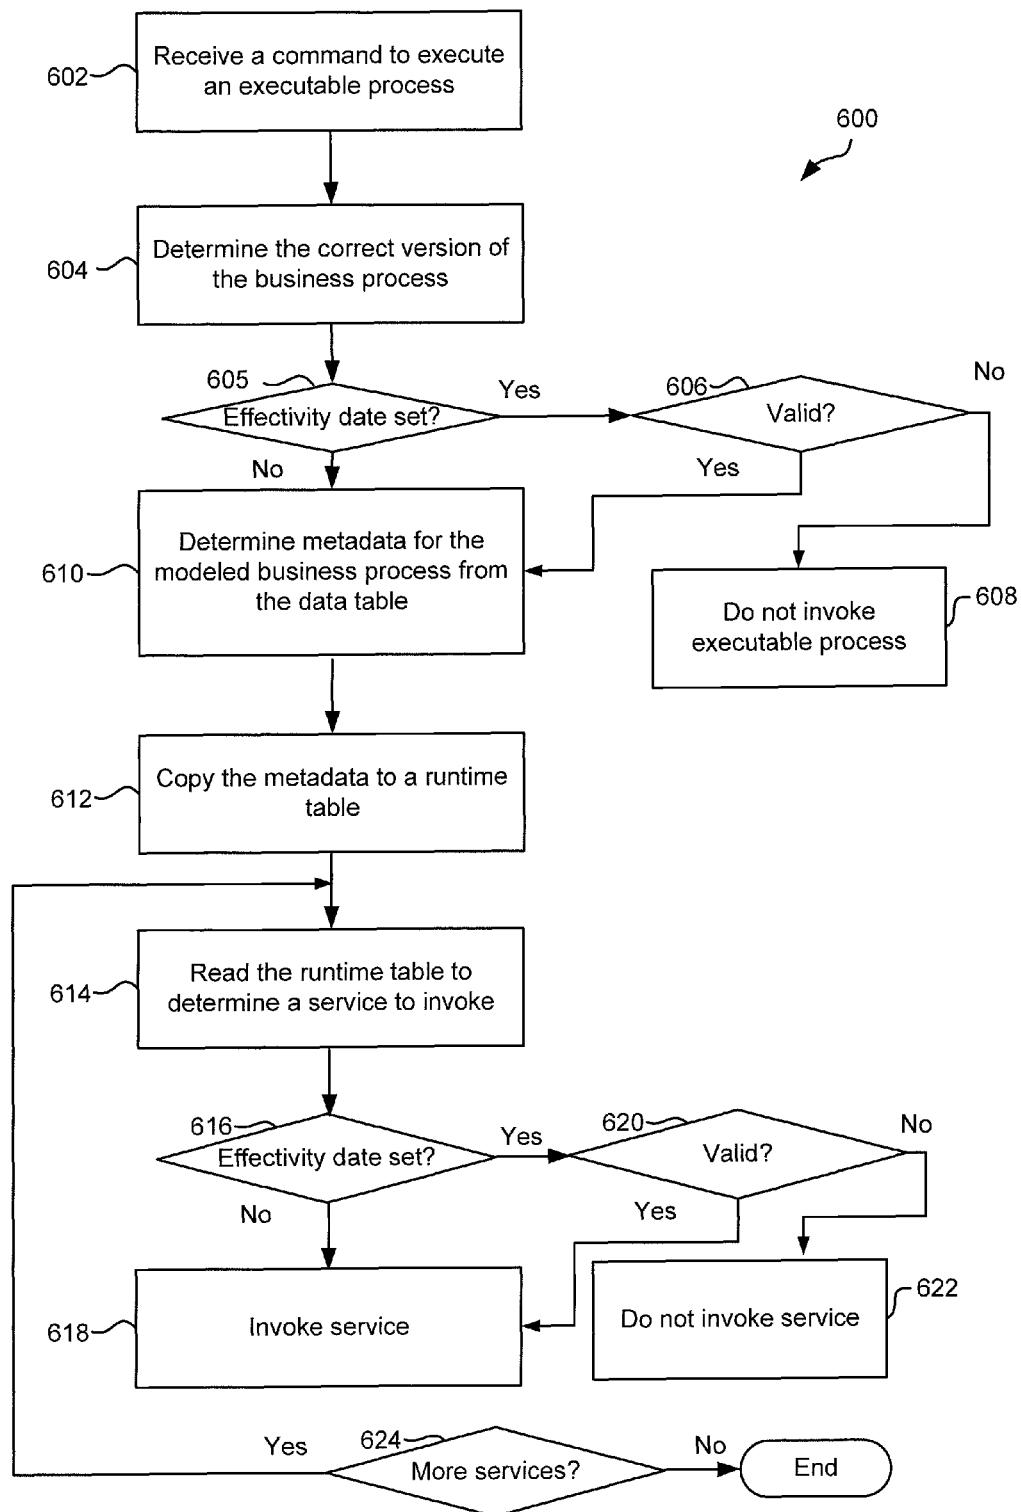 Receive a command to execute
an executable process
602
600
Determine the correct version of
the business process
604
605
Effectivity date set?
Yes
606
Valid?
No
No
Yes
Determine metadata for the
modeled business process from
the data table
610
Do not invoke
executable process
608
Copy the metadata to a runtime
table
612
Read the runtime table to
determine a service to invoke
614
616
Effectivity date set?
Yes
620
Valid?
No
No
Yes
Invoke service
618
Do not invoke service
622
Yes
624
More services?
No
End